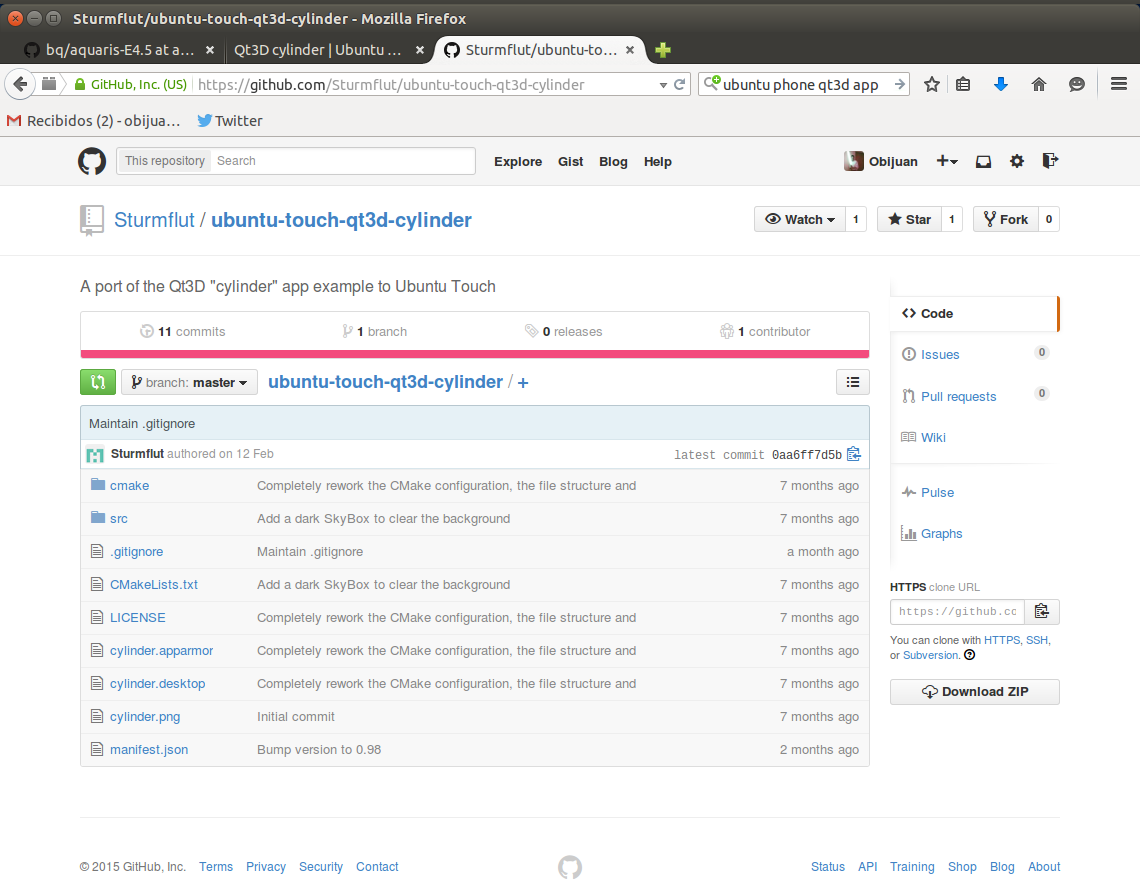 Sturmflut/ubuntu-touch-qt3d-cylinder - Mozilla Firefox
bq/aquaris-E4.5 at a... × Qt3D cylinder | Ubuntu ... × Sturmflut/ubuntu-to... ×
GitHub, Inc. (US) https://github.com/Sturmflut/ubuntu-touch-qt3d-cylinder ubuntu phone qt3d app
Recibidos (2) - obijua... Twitter
This repository Search Explore Gist Blog Help Obijuan
Sturmflut / ubuntu-touch-qt3d-cylinder Watch 1 Star 1 Fork 0
A port of the Qt3D "cylinder" app example to Ubuntu Touch
11 commits 1 branch 0 releases 1 contributor
branch: master ubuntu-touch-qt3d-cylinder / +
Maintain .gitignore
Sturmflut authored on 12 Feb latest commit 0aa6ff7d5b
cmake Completely rework the CMake configuration, the file structure and 7 months ago
src Add a dark SkyBox to clear the background 7 months ago
.gitignore Maintain .gitignore a month ago
CMakeLists.txt Add a dark SkyBox to clear the background 7 months ago
LICENSE Completely rework the CMake configuration, the file structure and 7 months ago
cylinder.apparmor Completely rework the CMake configuration, the file structure and 7 months ago
cylinder.desktop Completely rework the CMake configuration, the file structure and 7 months ago
cylinder.png Initial commit 7 months ago
manifest.json Bump version to 0.98 2 months ago
Code
Issues 0
Pull requests 0
Wiki
Pulse
Graphs
HTTPS clone URL
https://github.cc
You can clone with HTTPS, SSH,
or Subversion.
Download ZIP
© 2015 GitHub, Inc. Terms Privacy Security Contact Status API Training Shop Blog About